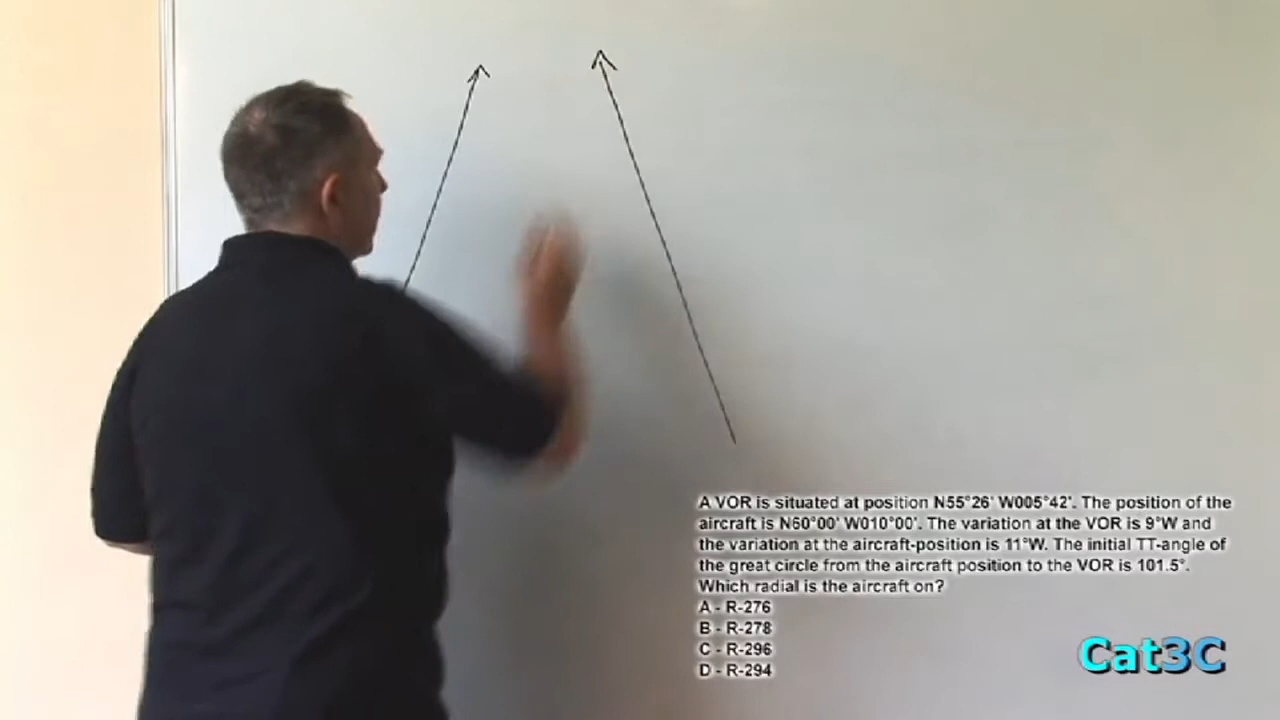 A VOR is situated at position N55°26' W005°42'. The position of the
aircraft is N60°00' W010°00'. The variation at the VOR is 9°W and
the variation at the aircraft-position is 11°W. The initial TT-angle of
the great circle from the aircraft position to the VOR is 101.5°.
Which radial is the aircraft on?
A - R-276
B - R-278
C - R-296
D - R-294
Cat3C